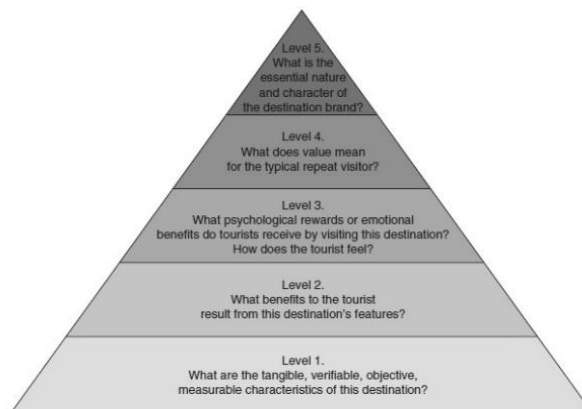 Level 5.
What is the
essential nature
and character of
the destination brand?
Level 4.
What does value mean
for the typical repeat visitor?
Level 3.
What psychological rewards or emotional
benefits do tourists receive by visiting this destination?
How does the tourist feel?
Level 2.
What benefits to the tourist
result from this destination's features?
Level 1.
What are the tangible, verifiable, objective,
measurable characteristics of this destination?